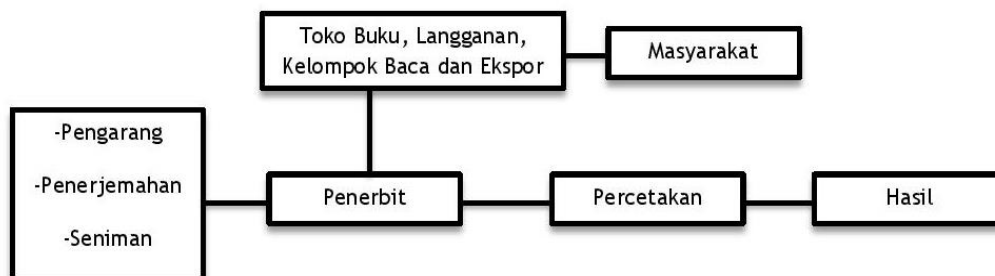 Toko Buku, Langganan,
Kelompok Baca dan Ekspor
Masyarakat
-Pengarang
-Penerjemahan
-Seniman
Penerbit
Percetakan
Hasil